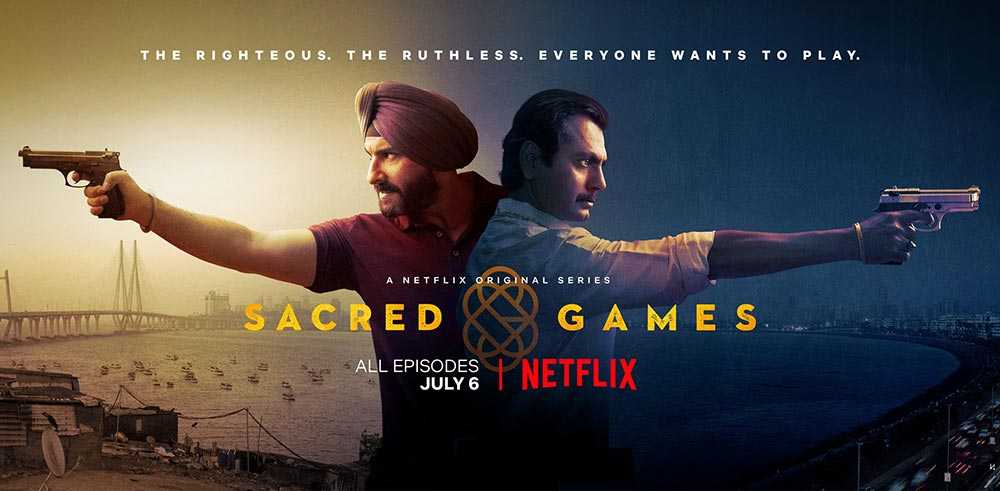 THE RIGHTEOUS. THE RUTHLESS. EVERYONE WANTS TO PLAY.
A NETFLIX ORIGINAL SERIES
SACRED GAMES
ALL EPISODES
JULY 6
NETFLIX